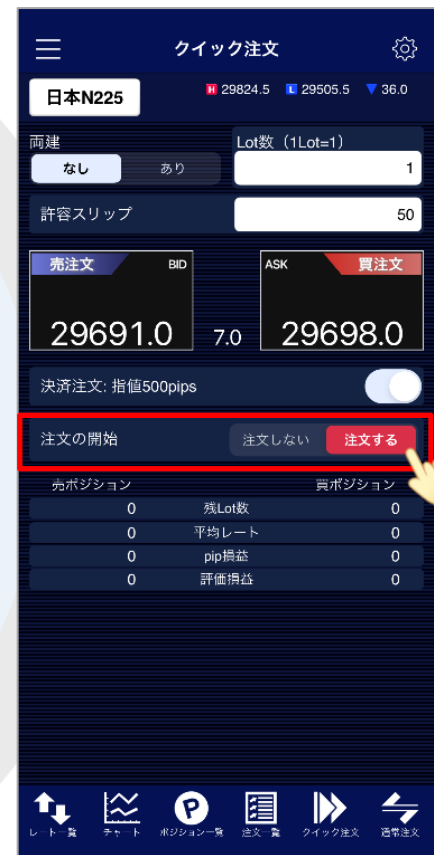 クイック注文
日本N225 H 29824.5 L 29505.5 ▼ 36.0
両建 Lot数（1Lot=1）
なし あり 1
許容スリップ 50
売注文 BID ASK 買注文
29691.0 7.0 29698.0
決済注文: 指値500pips
注文の開始 注文しない 注文する
売ポジション 買ポジション
0 残Lot数 0
0 平均レート 0
0 pip損益 0
0 評価損益 0
P
レート一覧 チャート ポジション一覧 注文一覧 クイック注文 通常注文